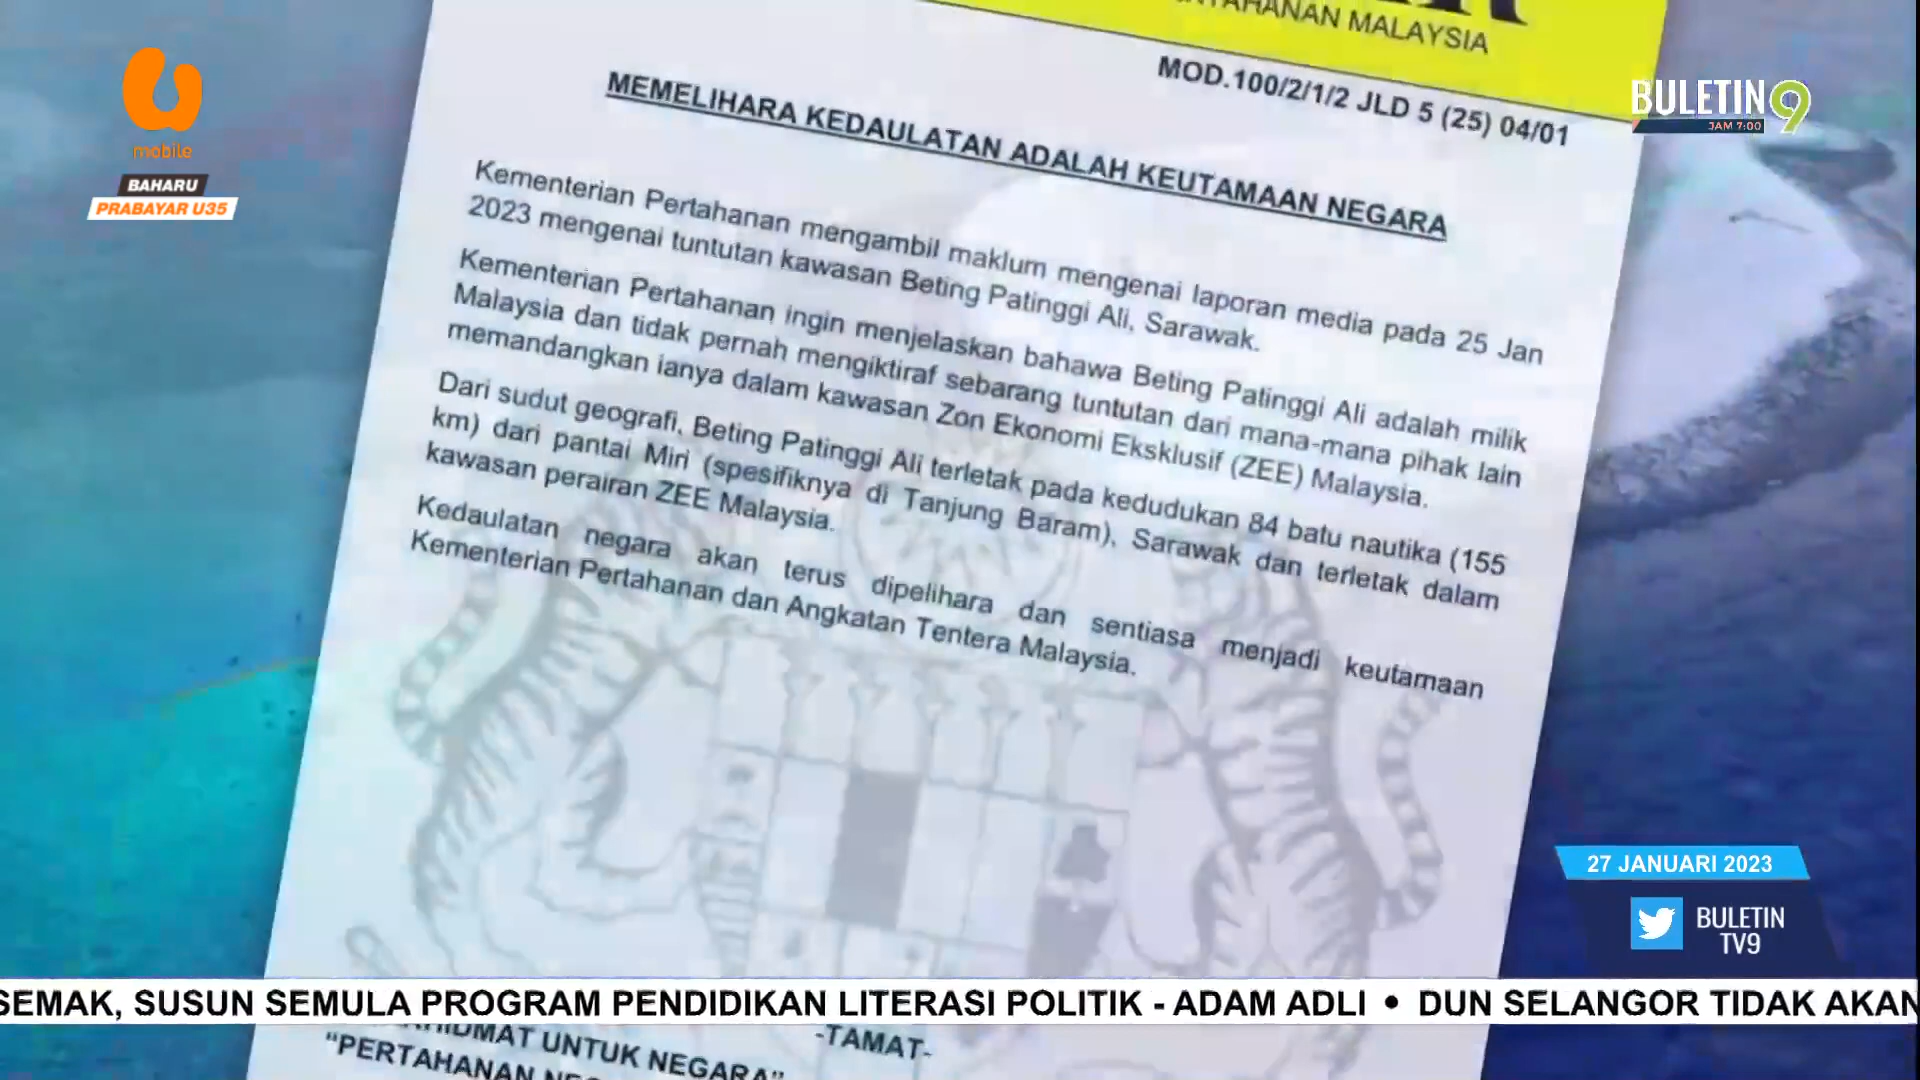 mobile
BAHARU
PRABAYAR U35
BULETIN 9
JAM 7:00
MALAYSIA
MOD.100/2/1/2 JLD 5 (25) 04/01
MEMELIHARA KEDAULATAN ADALAH KEUTAMAAN NEGARA
Kementerian Pertahanan mengambil maklum mengenai laporan media pada 25 Jan
2023 mengenai tuntutan kawasan Beting Patinggi Ali, Sarawak.
Kementerian Pertahanan ingin menjelaskan bahawa Beting Patinggi Ali adalah milik
Malaysia dan tidak pernah mengiktiraf sebarang tuntutan dari mana-mana pihak lain
memandangkan ianya dalam kawasan Zon Ekonomi Eksklusif (ZEE) Malaysia.
Dari sudut geografi, Beting Patinggi Ali terletak pada kedudukan 84 batu nautika (155
km) dari pantai Miri (spesifiknya di Tanjung Baram), Sarawak dan terletak dalam
kawasan perairan ZEE Malaysia.
Kedaulatan negara akan terus dipelihara dan sentiasa menjadi keutamaan
Kementerian Pertahanan dan Angkatan Tentera Malaysia.
27 JANUARI 2023
BULETIN
TV9
SEMAK, SUSUN SEMULA PROGRAM PENDIDIKAN LITERASI POLITIK - ADAM ADLI • DUN SELANGOR TIDAK AKAN
UNTUK NEGARA"
-TAMAT-
"PERTAHANAN